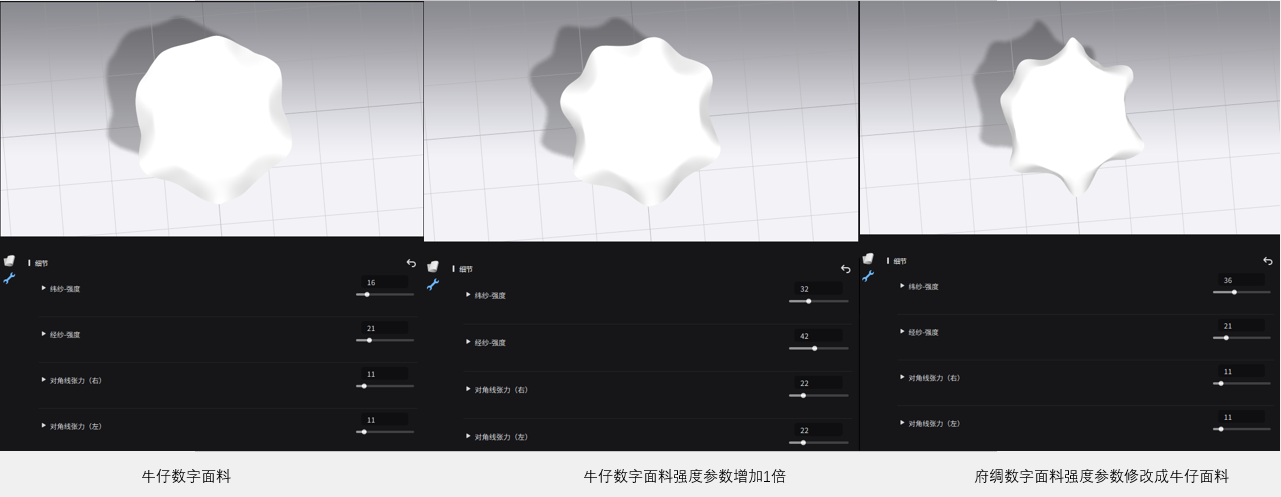 细节
纬纱-强度
16
经纱-强度
21
对角线张力（右）
11
对角线张力（左）
11
牛仔数字面料
细节
纬纱-强度
32
经纱-强度
42
对角线张力（右）
22
对角线张力（左）
22
牛仔数字面料强度参数增加1倍
细节
纬纱-强度
36
经纱-强度
21
对角线张力（右）
11
对角线张力（左）
11
府绸数字面料强度参数修改成牛仔面料